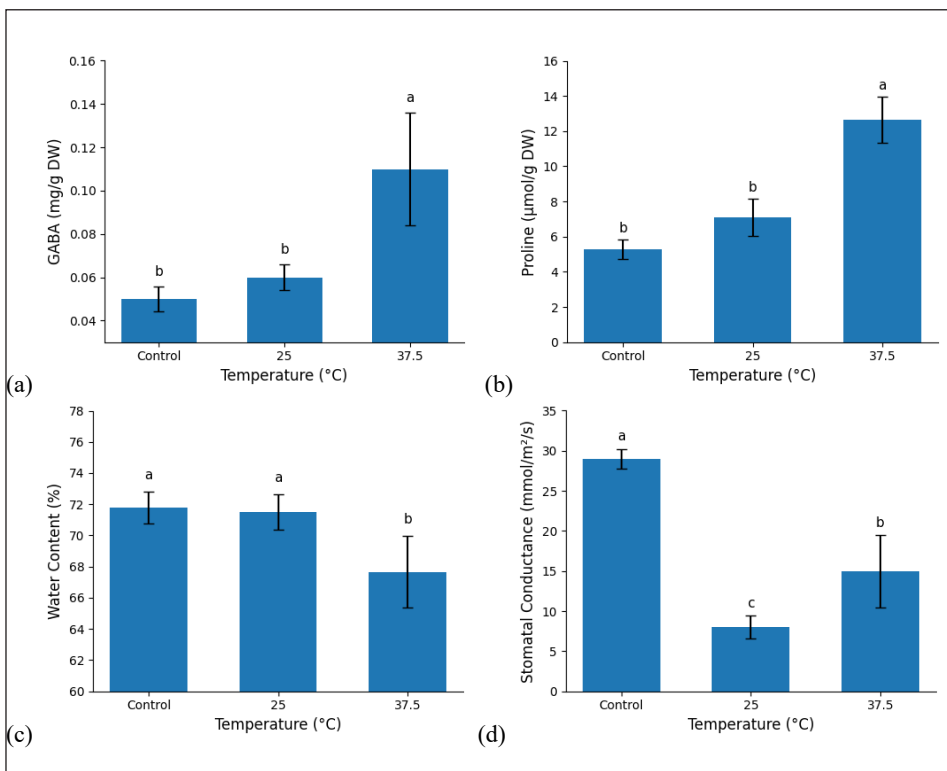 GABA (mg/g DW)
0.16
0.14
0.12
0.10
0.08
0.06
0.04
b
b
a
Control
25
37.5
Temperature (°C)
(a)
Proline (μmol/g DW)
16
14
12
10
8
6
4
2
0
b
b
a
Control
25
37.5
Temperature (°C)
(b)
Water Content (%)
78
76
74
72
70
68
66
64
62
60
a
a
b
Control
25
37.5
Temperature (°C)
(c)
Stomatal Conductance (mmol/m²/s)
35
30
25
20
15
10
5
0
a
c
b
Control
25
37.5
Temperature (°C)
(d)